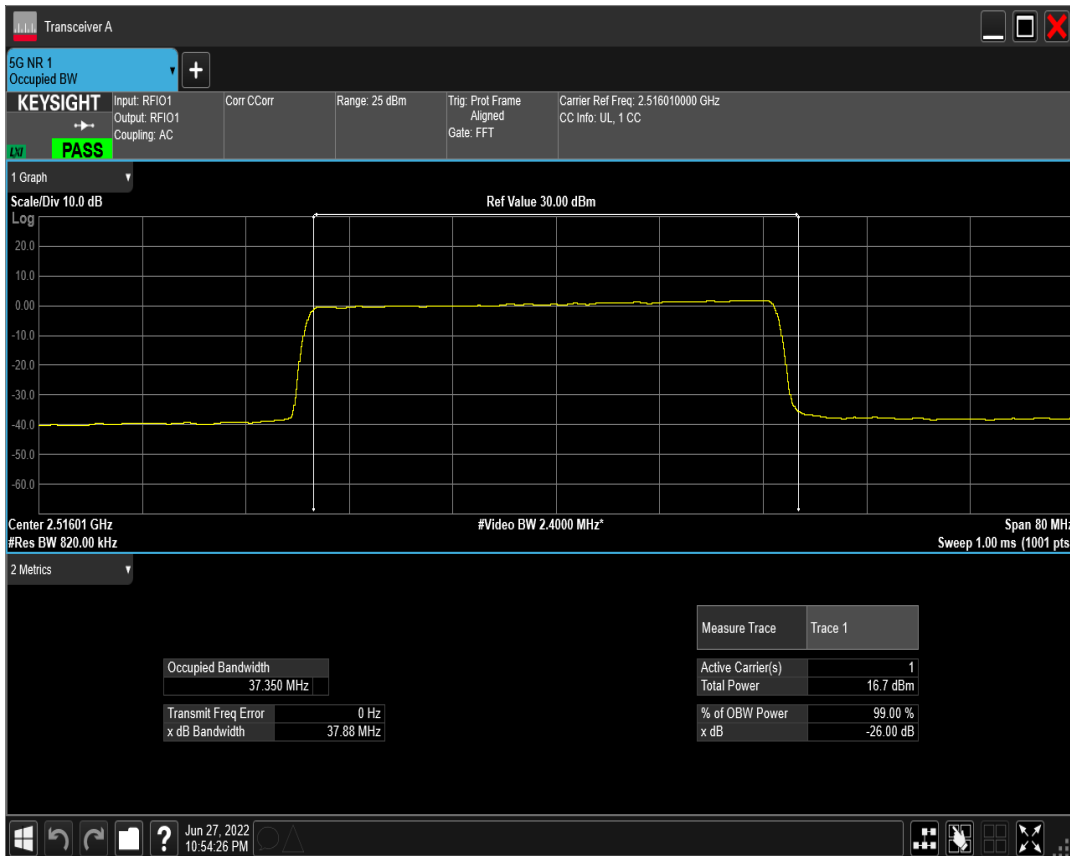 Transceiver A
5G NR 1
Occupied BW
KEYSIGHT
LXI
PASS
Input: RFIO1
Output: RFIO1
Coupling: AC
Corr CCorr
Range: 25 dBm
Trig: Prot Frame
Aligned
Gate: FFT
Carrier Ref Freq: 2.516010000 GHz
CC Info: UL, 1 CC
1 Graph
Scale/Div 10.0 dB
Ref Value 30.00 dBm
Log
20.0
10.0
0.00
-10.0
-20.0
-30.0
-40.0
-50.0
-60.0
Center 2.51601 GHz
#Video BW 2.4000 MHz*
Span 80 MHz
#Res BW 820.00 kHz
Sweep 1.00 ms (1001 pts
2 Metrics
Measure Trace Trace 1
Occupied Bandwidth
37.350 MHz
Active Carrier(s) 1
Total Power 16.7 dBm
Transmit Freq Error 0 Hz
x dB Bandwidth 37.88 MHz
% of OBW Power 99.00 %
x dB -26.00 dB
?
Jun 27, 2022
10:54:26 PM